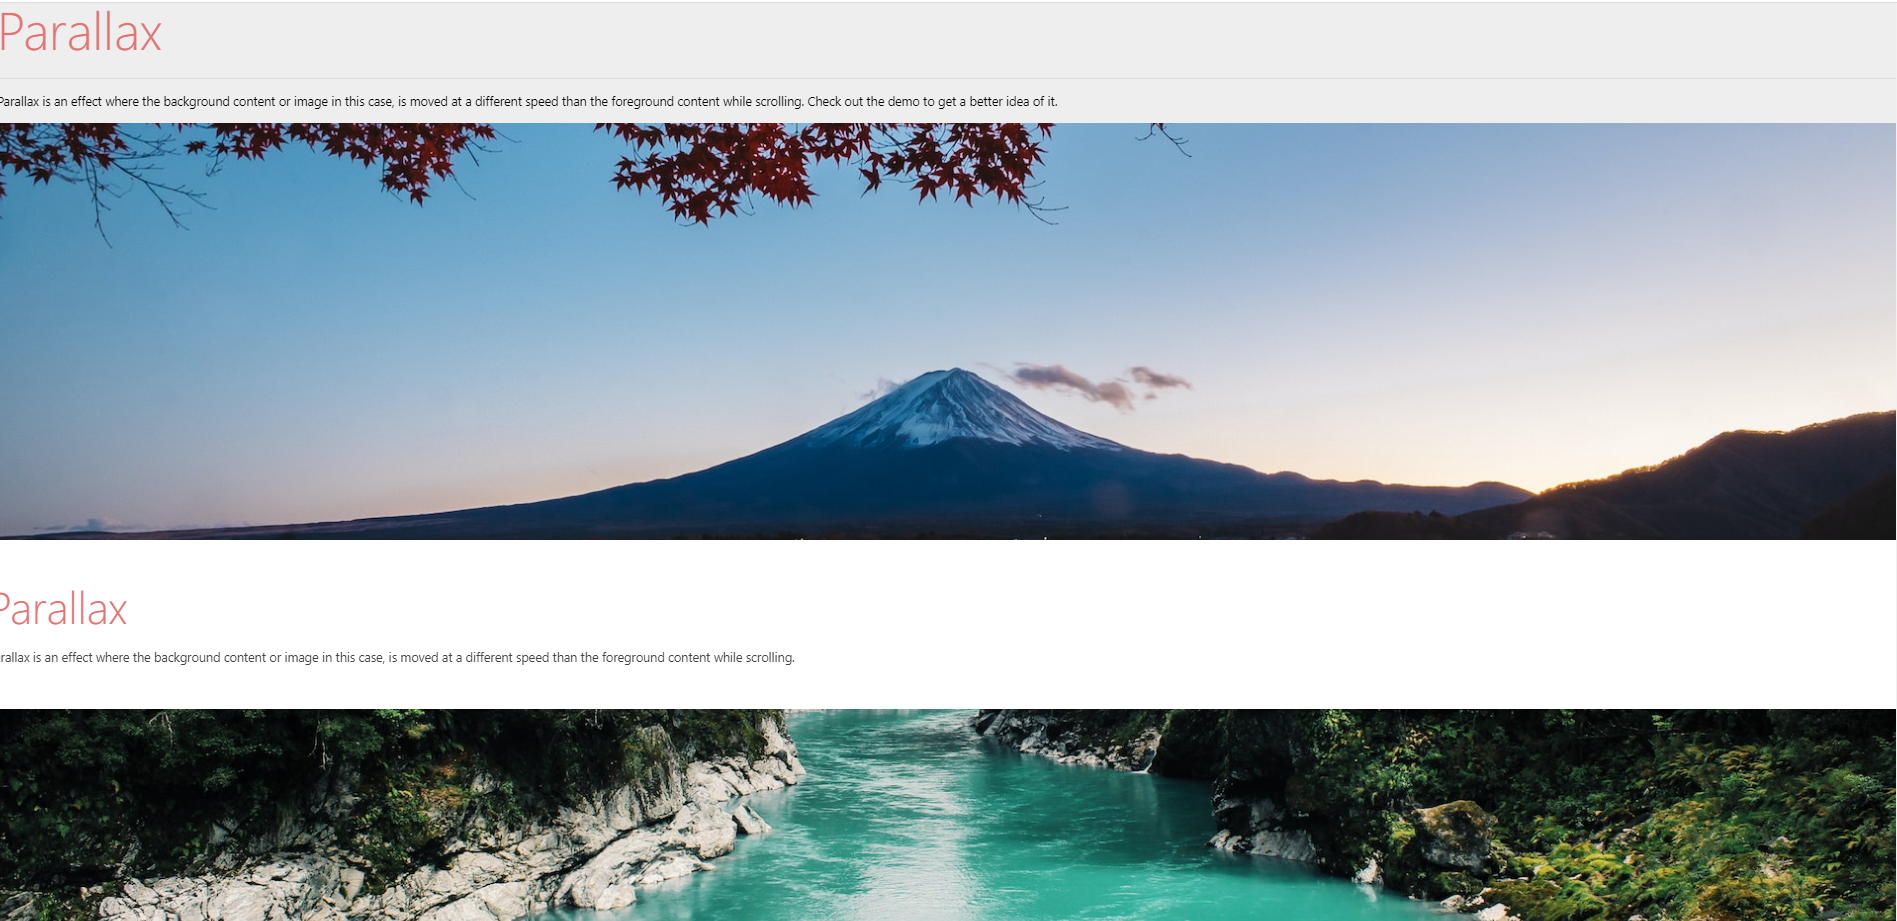 Parallax
Parallax is an effect where the background content or image in this case, is moved at a different speed than the foreground content while scrolling. Check out the demo to get a better idea of it.
Parallax
rallax is an effect where the background content or image in this case, is moved at a different speed than the foreground content while scrolling.